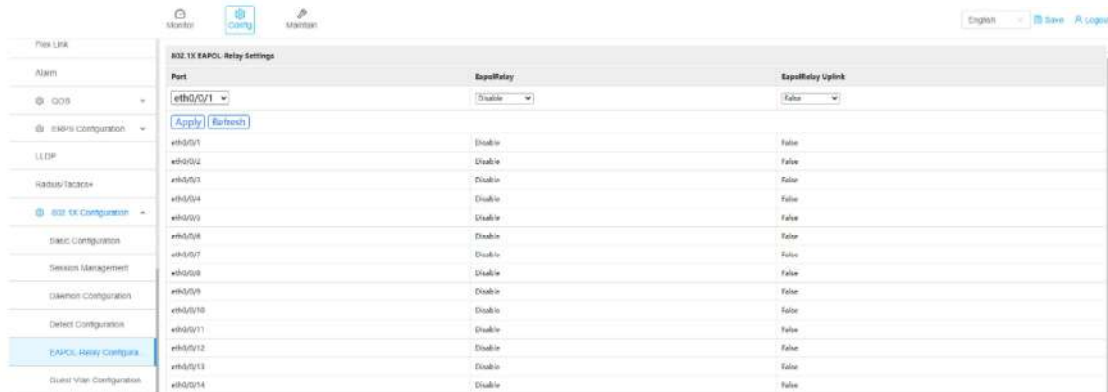 Monitor
Config
Maintain
English
Save
Logou
Flex Link
Alarm
QOS
ERPS Configuration
LLDP
Radius/Tacacs+
802.1X Configuration
Basic Configuration
Session Management
Daemon Configuration
Detect Configuration
EAPOL-Relay Configura...
Guest Vlan Configuration
802.1X EAPOL-Relay Settings
Port EapolRelay EapolRelay Uplink
eth0/0/1 Disable False
Apply Refresh
eth0/0/1 Disable False
eth0/0/2 Disable False
eth0/0/3 Disable False
eth0/0/4 Disable False
eth0/0/5 Disable False
eth0/0/6 Disable False
eth0/0/7 Disable False
eth0/0/8 Disable False
eth0/0/9 Disable False
eth0/0/10 Disable False
eth0/0/11 Disable False
eth0/0/12 Disable False
eth0/0/13 Disable False
eth0/0/14 Disable False